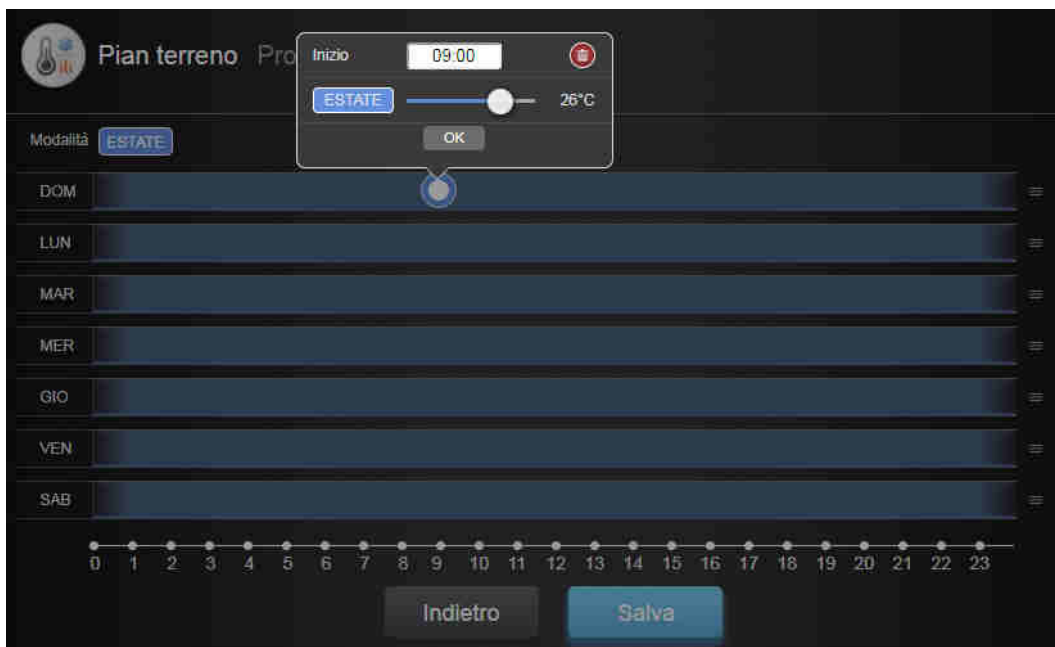 Pian terreno Pro
Inizio 09:00
ESTATE 26°C
OK
Modalità ESTATE
DOM
LUN
MAR
MER
GIO
VEN
SAB
0 1 2 3 4 5 6 7 8 9 10 11 12 13 14 15 16 17 18 19 20 21 22 23
Indietro Salva